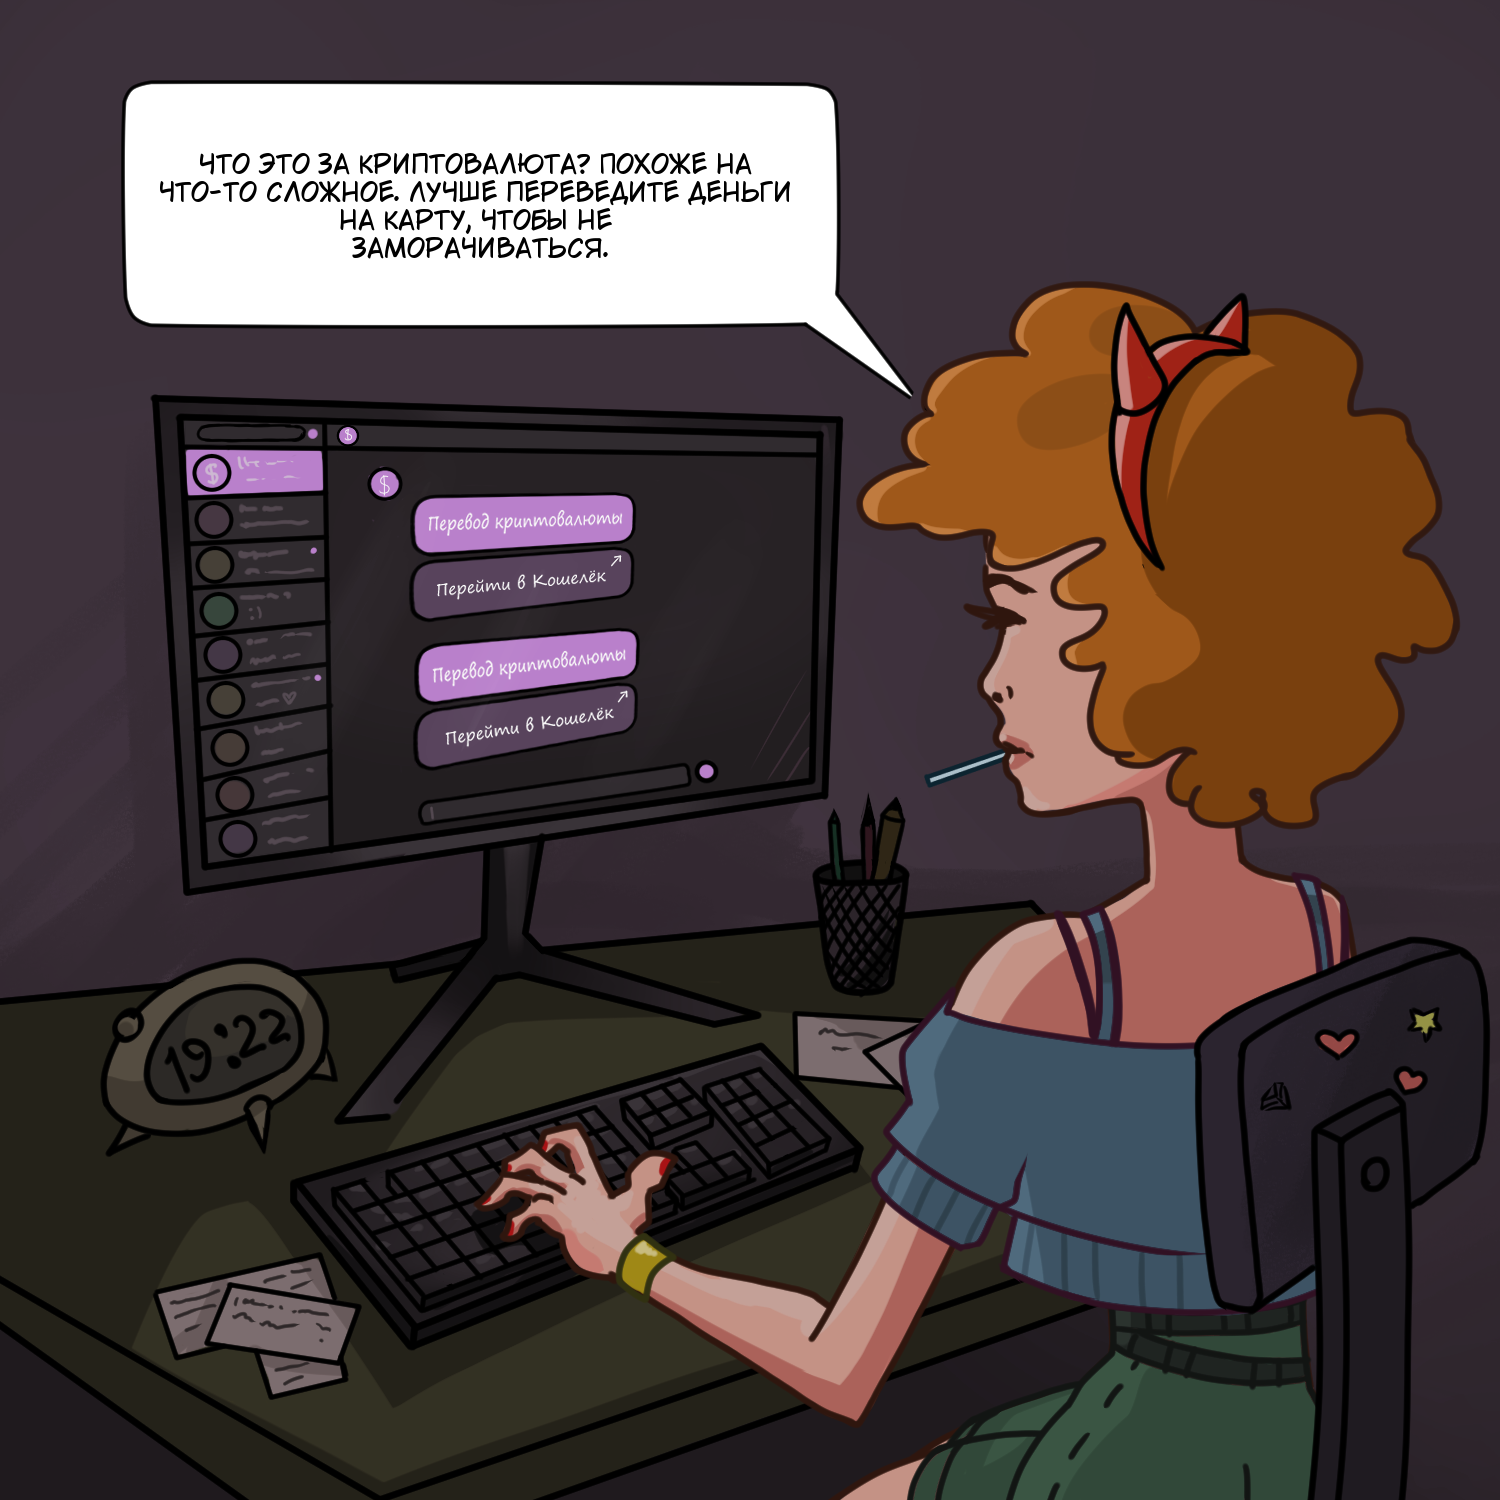 ЧТО ЭТО ЗА КРИПТОВАЛЮТА? ПОХОЖЕ НА
ЧТО-ТО СЛОЖНОЕ. ЛУЧШЕ ПЕРЕВЕДИТЕ ДЕНЬГИ
НА КАРТУ, ЧТОБЫ НЕ
ЗАМОРАЧИВАТЬСЯ.
$
$
$
Перевод криптовалюты
Перейти в Кошелёк
:)
Перевод криптовалюты
Перейти в Кошелёк
19:22